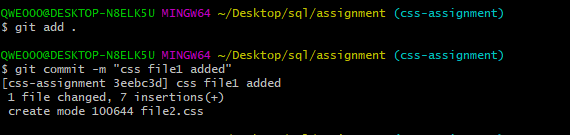 QWEOOO@DESKTOP-N8ELK5U MINGW64 ~/Desktop/sql/assignment (css-assignment)
$ git add .
QWEOOO@DESKTOP-N8ELK5U MINGW64 ~/Desktop/sql/assignment (css-assignment)
$ git commit -m "css file1 added"
[css-assignment 3eebc3d] css file1 added
1 file changed, 7 insertions(+)
create mode 100644 file2.css